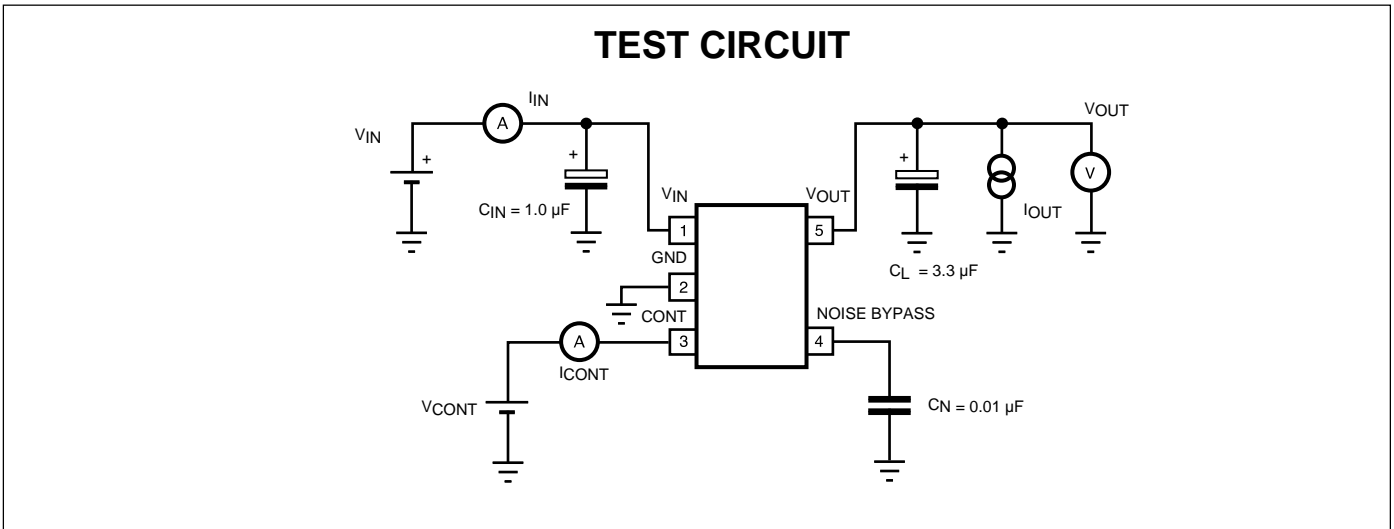 TEST CIRCUIT
IIN
VIN
A
+
+
CIN = 1.0 µF
VIN
1
GND
2
CONT
3
A
ICONT
VCONT
VOUT
5
VOUT
+
V
IOUT
CL = 3.3 µF
NOISE BYPASS
4
CN = 0.01 µF